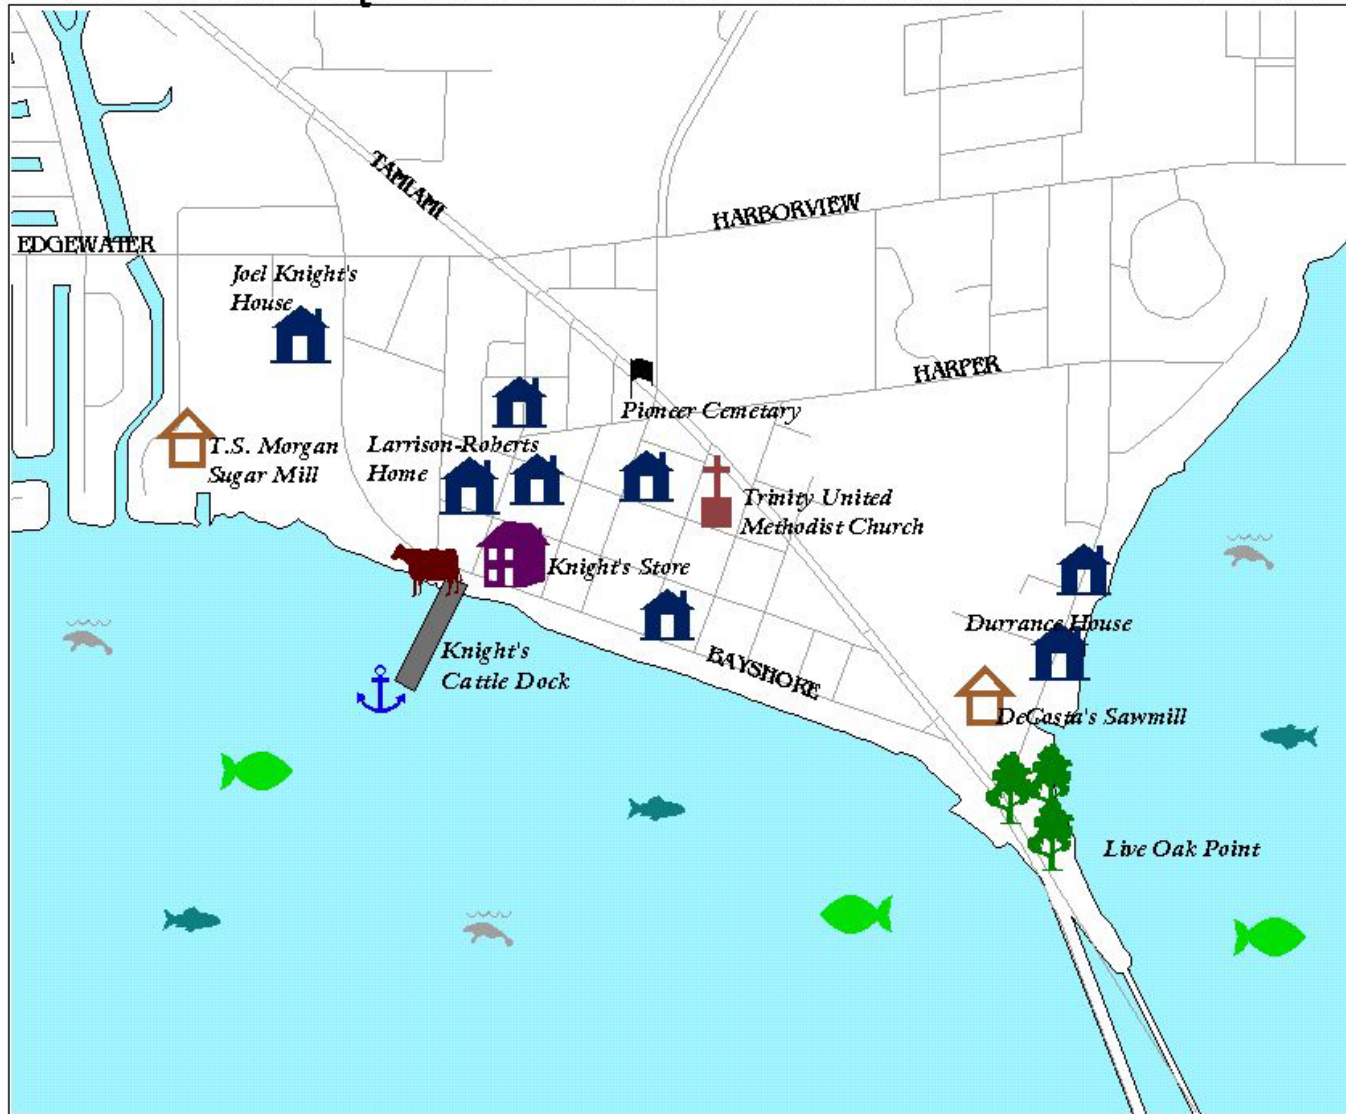 TAMIAMI
HARBORVIEW
EDGEWATER
Joel Knight's
House
HARPER
Pioneer Cemetary
Larrison-Roberts
Home
T.S. Morgan
Sugar Mill
Trinity United
Methodist Church
Knight's Store
Durrance House
Knight's
Cattle Dock
BAYSHORE
DeCosta's Sawmill
Live Oak Point